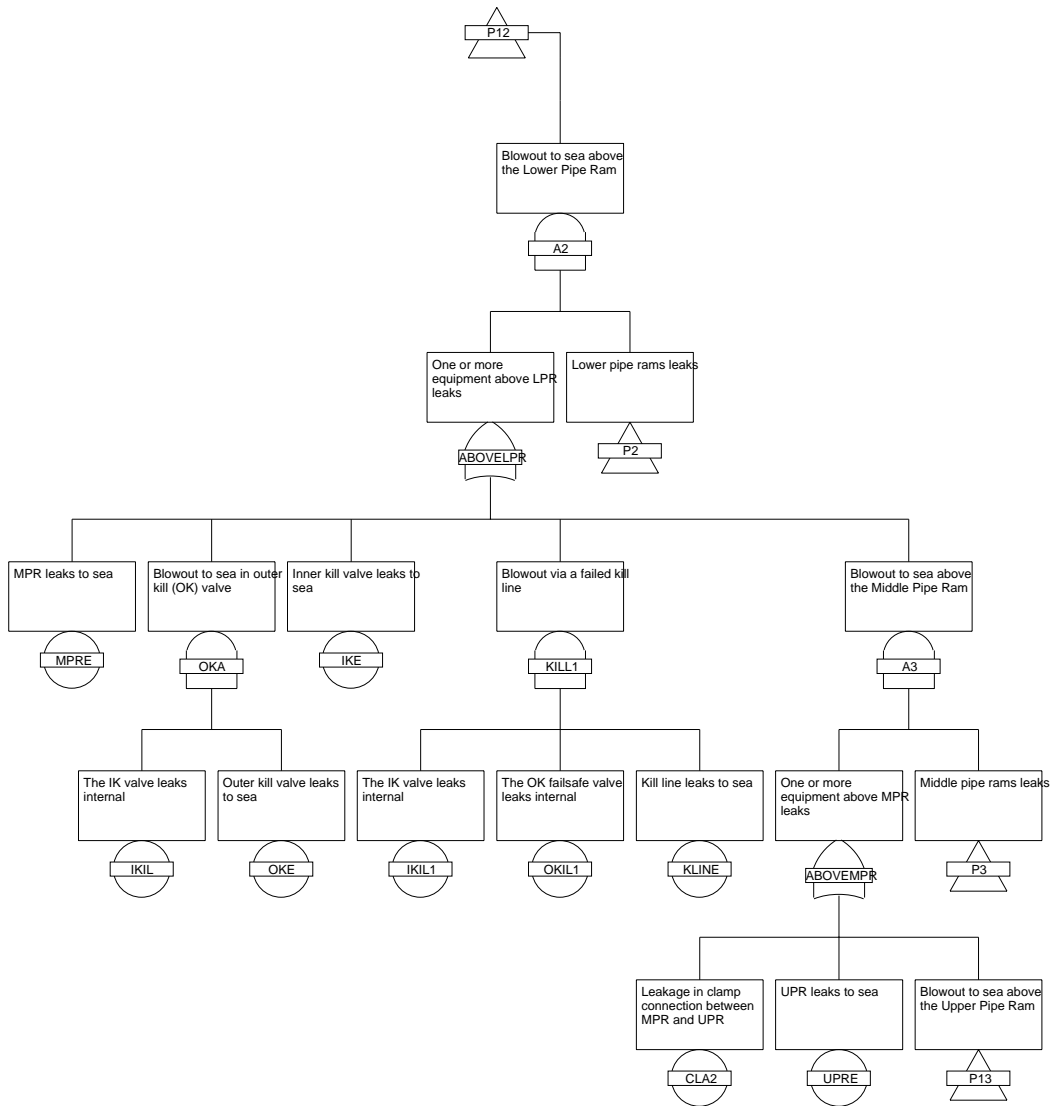 P12
Blowout to sea above
the Lower Pipe Ram
A2
One or more
equipment above LPR
leaks
ABOVELPR
Lower pipe rams leaks
P2
MPR leaks to sea
MPRE
Blowout to sea in outer
kill (OK) valve
OKA
Inner kill valve leaks to
sea
IKE
Blowout via a failed kill
line
KILL1
Blowout to sea above
the Middle Pipe Ram
A3
The IK valve leaks
internal
IKIL
Outer kill valve leaks
to sea
OKE
The IK valve leaks
internal
IKIL1
The OK failsafe valve
leaks internal
OKIL1
Kill line leaks to sea
KLINE
One or more
equipment above MPR
leaks
ABOVEMPR
Middle pipe rams leaks
P3
Leakage in clamp
connection between
MPR and UPR
CLA2
UPR leaks to sea
UPRE
Blowout to sea above
the Upper Pipe Ram
P13